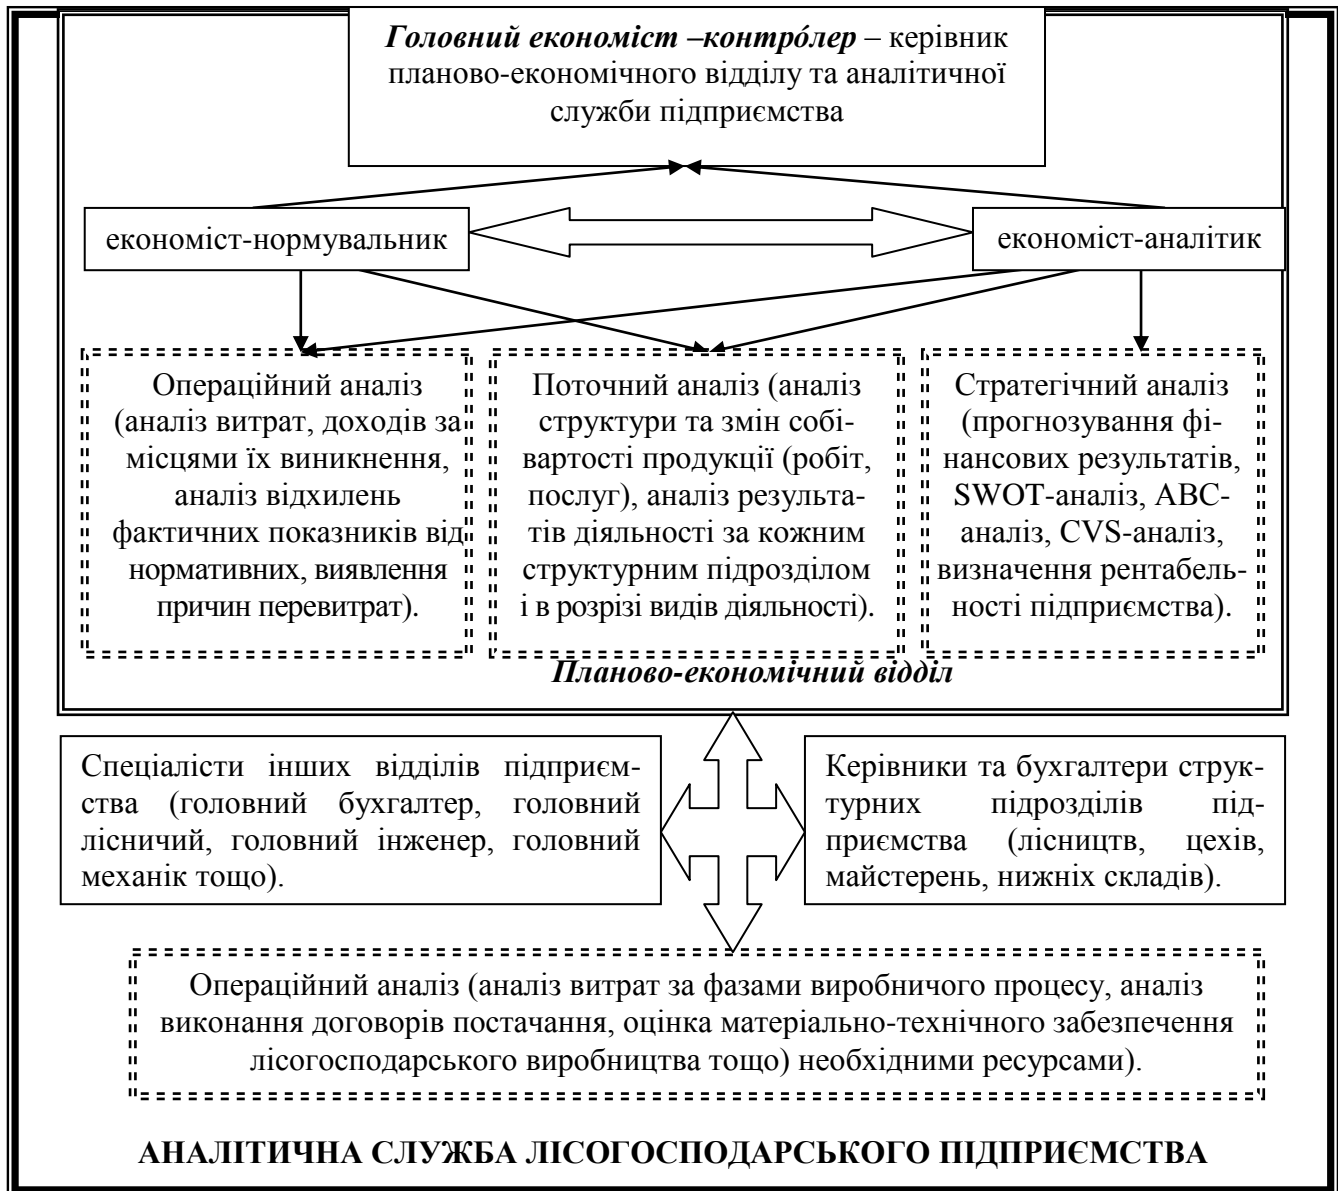 Головний економіст –контро́лер – керівник
планово-економічного відділу та аналітичної
служби підприємства
економіст-нормувальник
економіст-аналітик
Операційний аналіз
(аналіз витрат, доходів за
місцями їх виникнення,
аналіз відхилень
фактичних показників від
нормативних, виявлення
причин перевитрат).
Поточний аналіз (аналіз
структури та змін собі-
вартості продукції (робіт,
послуг), аналіз результа-
тів діяльності за кожним
структурним підрозділом
і в розрізі видів діяльності).
Стратегічний аналіз
(прогнозування фі-
нансових результатів,
SWOT-аналіз, АВС-
аналіз, CVS-аналіз,
визначення рентабель-
ності підприємства).
Планово-економічний відділ
Спеціалісти інших відділів підприєм-
ства (головний бухгалтер, головний
лісничий, головний інженер, головний
механік тощо).
Керівники та бухгалтери струк-
турних підрозділів під-
приємства (лісництв, цехів,
майстерень, нижніх складів).
Операційний аналіз (аналіз витрат за фазами виробничого процесу, аналіз
виконання договорів постачання, оцінка матеріально-технічного забезпечення
лісогосподарського виробництва тощо) необхідними ресурсами).
АНАЛІТИЧНА СЛУЖБА ЛІСОГОСПОДАРСЬКОГО ПІДПРИЄМСТВА